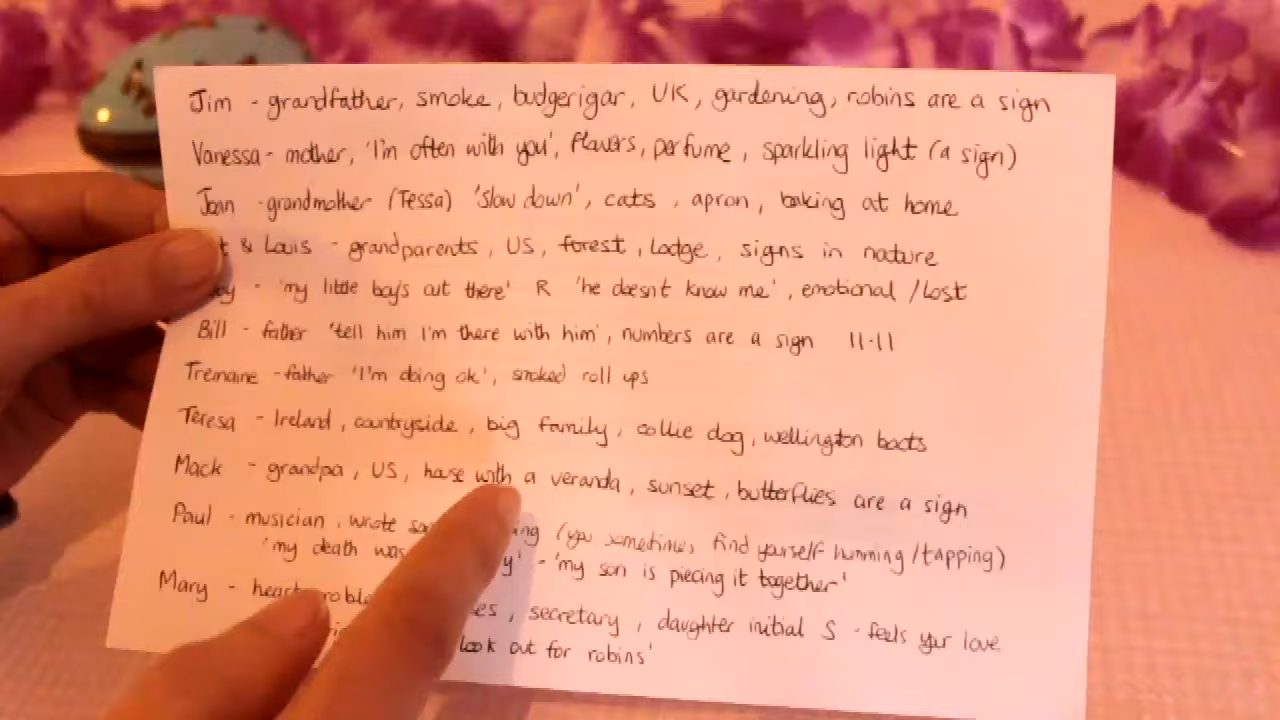 Jim - grandfather, smoke, budgerigar, UK, gardening, robins are a sign
Vanessa - mother, 'I'm often with you', flowers, perfume, sparkling light (a sign)
Joan - grandmother (Tessa) 'slow down', cats, apron, baking at home
& Louis - grandparents, US, forest, lodge, signs in nature
- 'my little boy's out there' R 'he doesn't know me', emotional / lost
Bill - father 'tell him I'm there with him', numbers are a sign 11.11
Tremaine - father 'I'm doing ok', smoked roll ups
Teresa - Ireland, countryside, big family, collie dog, wellington boots
Mack - grandpa, US, house with a veranda, sunset, butterflies are a sign
Paul - musician, wrote (you sometimes find yourself humming/tapping)
'my death was - 'my son is piecing it together'
Mary - heart secretary, daughter initial S - feels your love
look out for robins'